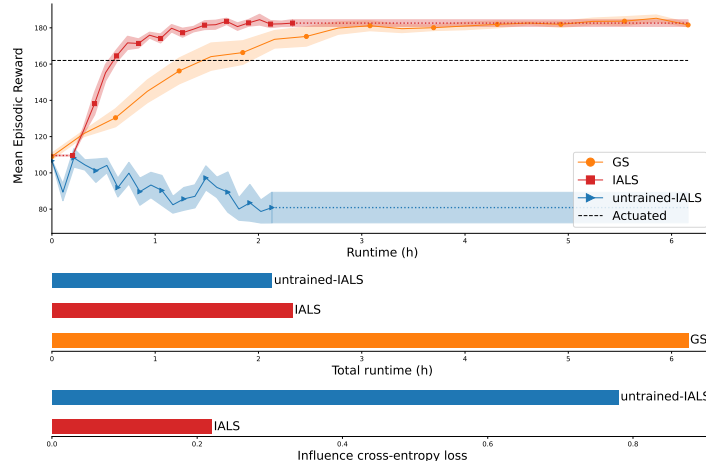 Mean Episodic Reward
180
160
140
120
100
80
GS
IALS
untrained-IALS
Actuated
0 1 2 3 4 5 6
Runtime (h)
untrained-IALS
IALS
GS
0 1 2 3 4 5 6
Total runtime (h)
untrained-IALS
IALS
0.0 0.2 0.4 0.6 0.8
Influence cross-entropy loss